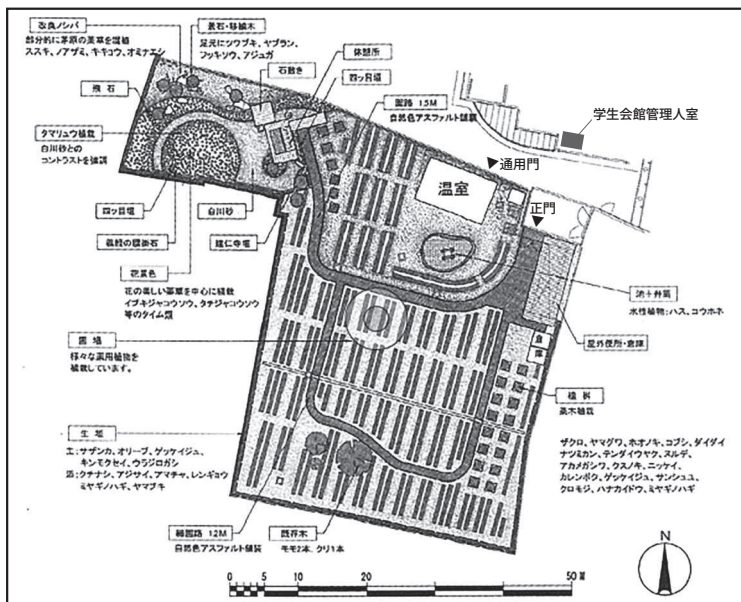 改良ノシバ
部分的に茅原の薬草を混植
ススキ、ノアザミ、キキョウ、オミナエシ
景石・移植木
足元にツワブキ、ヤブラン、
フッキソウ、アジュガ
休憩所
四ッ目垣
石敷き
園路 1.5M
自然色アスファルト舗装
飛石
タマリュウ植栽
白川砂との
コントラストを強調
四ッ目垣
白川砂
義経の腰掛石
建仁寺垣
花景色
花の美しい薬草を中心に植栽
イブキジャコウソウ、タチジャコウソウ
等のタイム類
圃場
様々な薬用植物を
植栽しています。
生垣
主:サザンカ、オリーブ、ゲッケイジュ、
キンモクセイ、ウラジロガシ
添:クチナシ、アジサイ、アマチャ、レンギョウ
ミヤギノハギ、ヤマブキ
細園路 1.2M
自然色アスファルト舗装
既存木
モモ2本、クリ1本
学生会館管理人室
通用門
温室
正門
池+井筒
水性植物:ハス、コウホネ
屋外便所・倉庫
倉庫
植桝
薬木植栽
ザクロ、ヤマグワ、ホオノキ、コブシ、ダイダイ
ナツミカン、テンダイウヤク、ヌルデ、
アカメガシワ、クスノキ、ニッケイ、
カレンボク、ゲッケイジュ、サンシュユ、
クロモジ、ハナカイドウ、ミヤギノハギ
N
0 5 10 20 30 40 50 M